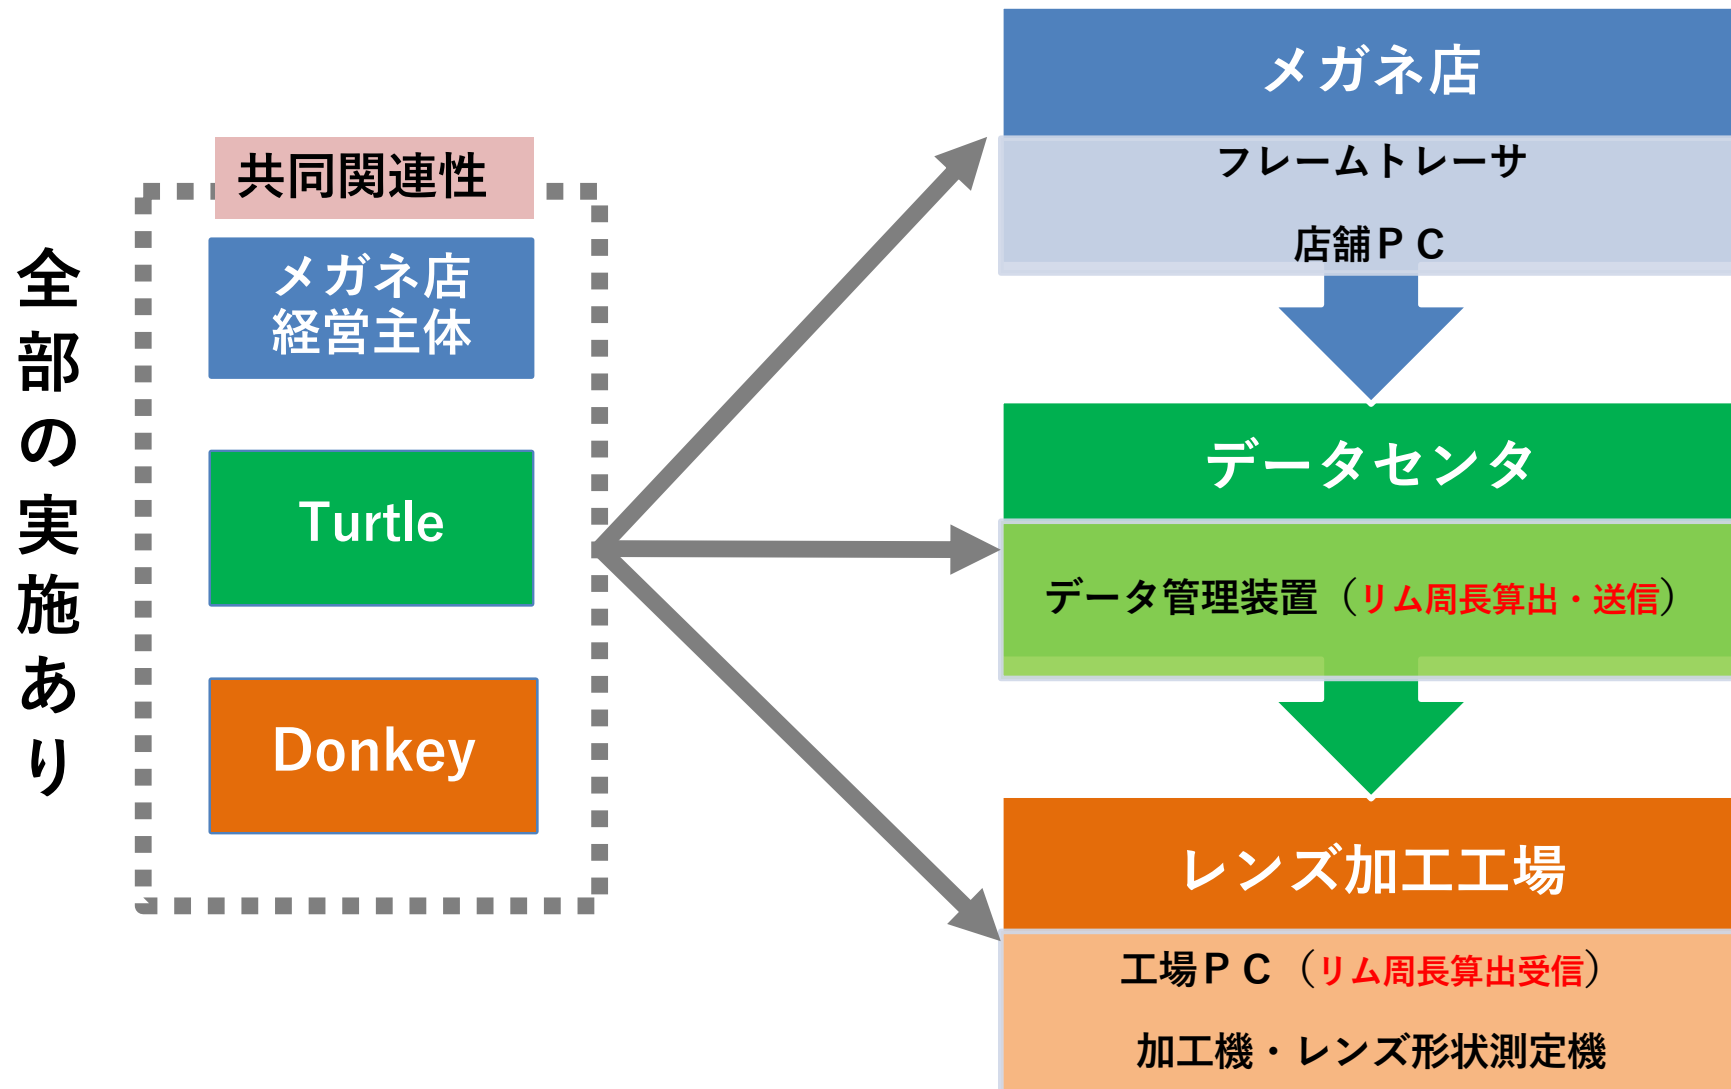 全部の実施あり
共同関連性
メガネ店
経営主体
Turtle
Donkey
メガネ店
フレームトレーサ
店舗ＰＣ
データセンタ
データ管理装置（リム周長算出・送信）
レンズ加工工場
工場ＰＣ（リム周長算出受信）
加工機・レンズ形状測定機